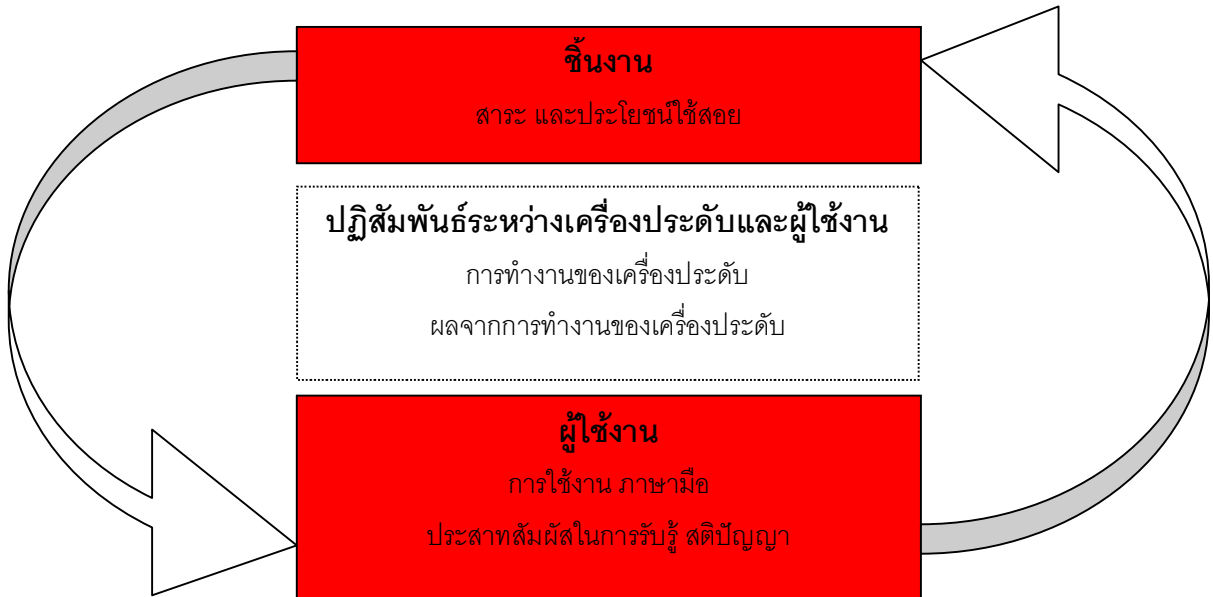 ชิ้นงาน
สาระ และประโยชน์ใช้สอย
ปฏิสัมพันธ์ระหว่างเครื่องประดับและผู้ใช้งาน
การทำงานของเครื่องประดับ
ผลจากการทำงานของเครื่องประดับ
ผู้ใช้งาน
การใช้งาน ภาษามือ
ประสาทสัมผัสในการรับรู้ สติปัญญา